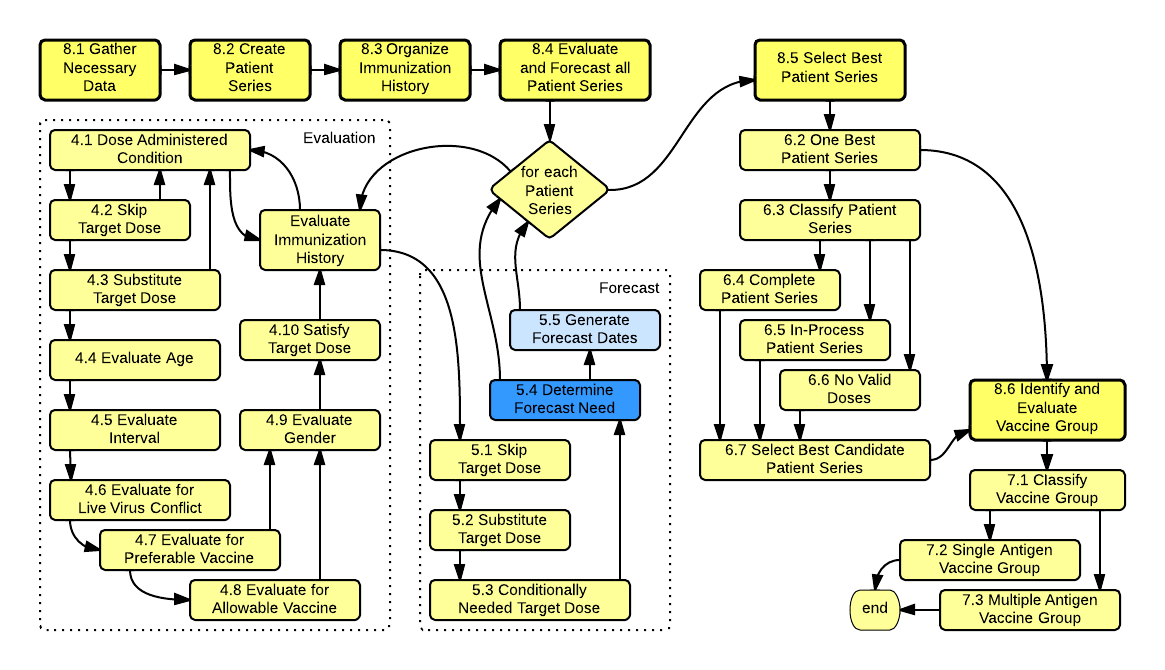 8.1 Gather
Necessary
Data
8.2 Create
Patient
Series
8.3 Organize
Immunization
History
8.4 Evaluate
and Forecast all
Patient Series
8.5 Select Best
Patient Series
Evaluation
4.1 Dose Administered
Condition
4.2 Skip
Target Dose
4.3 Substitute
Target Dose
4.4 Evaluate Age
4.5 Evaluate
Interval
4.6 Evaluate for
Live Virus Conflict
4.7 Evaluate for
Preferable Vaccine
4.8 Evaluate for
Allowable Vaccine
4.9 Evaluate
Gender
4.10 Satisfy
Target Dose
Evaluate
Immunization
History
for each
Patient
Series
Forecast
5.5 Generate
Forecast Dates
5.4 Determine
Forecast Need
5.1 Skip
Target Dose
5.2 Substitute
Target Dose
5.3 Conditionally
Needed Target Dose
6.2 One Best
Patient Series
6.3 Classify Patient
Series
6.4 Complete
Patient Series
6.5 In-Process
Patient Series
6.6 No Valid
Doses
6.7 Select Best Candidate
Patient Series
8.6 Identify and
Evaluate
Vaccine Group
7.1 Classify
Vaccine Group
7.2 Single Antigen
Vaccine Group
7.3 Multiple Antigen
Vaccine Group
end